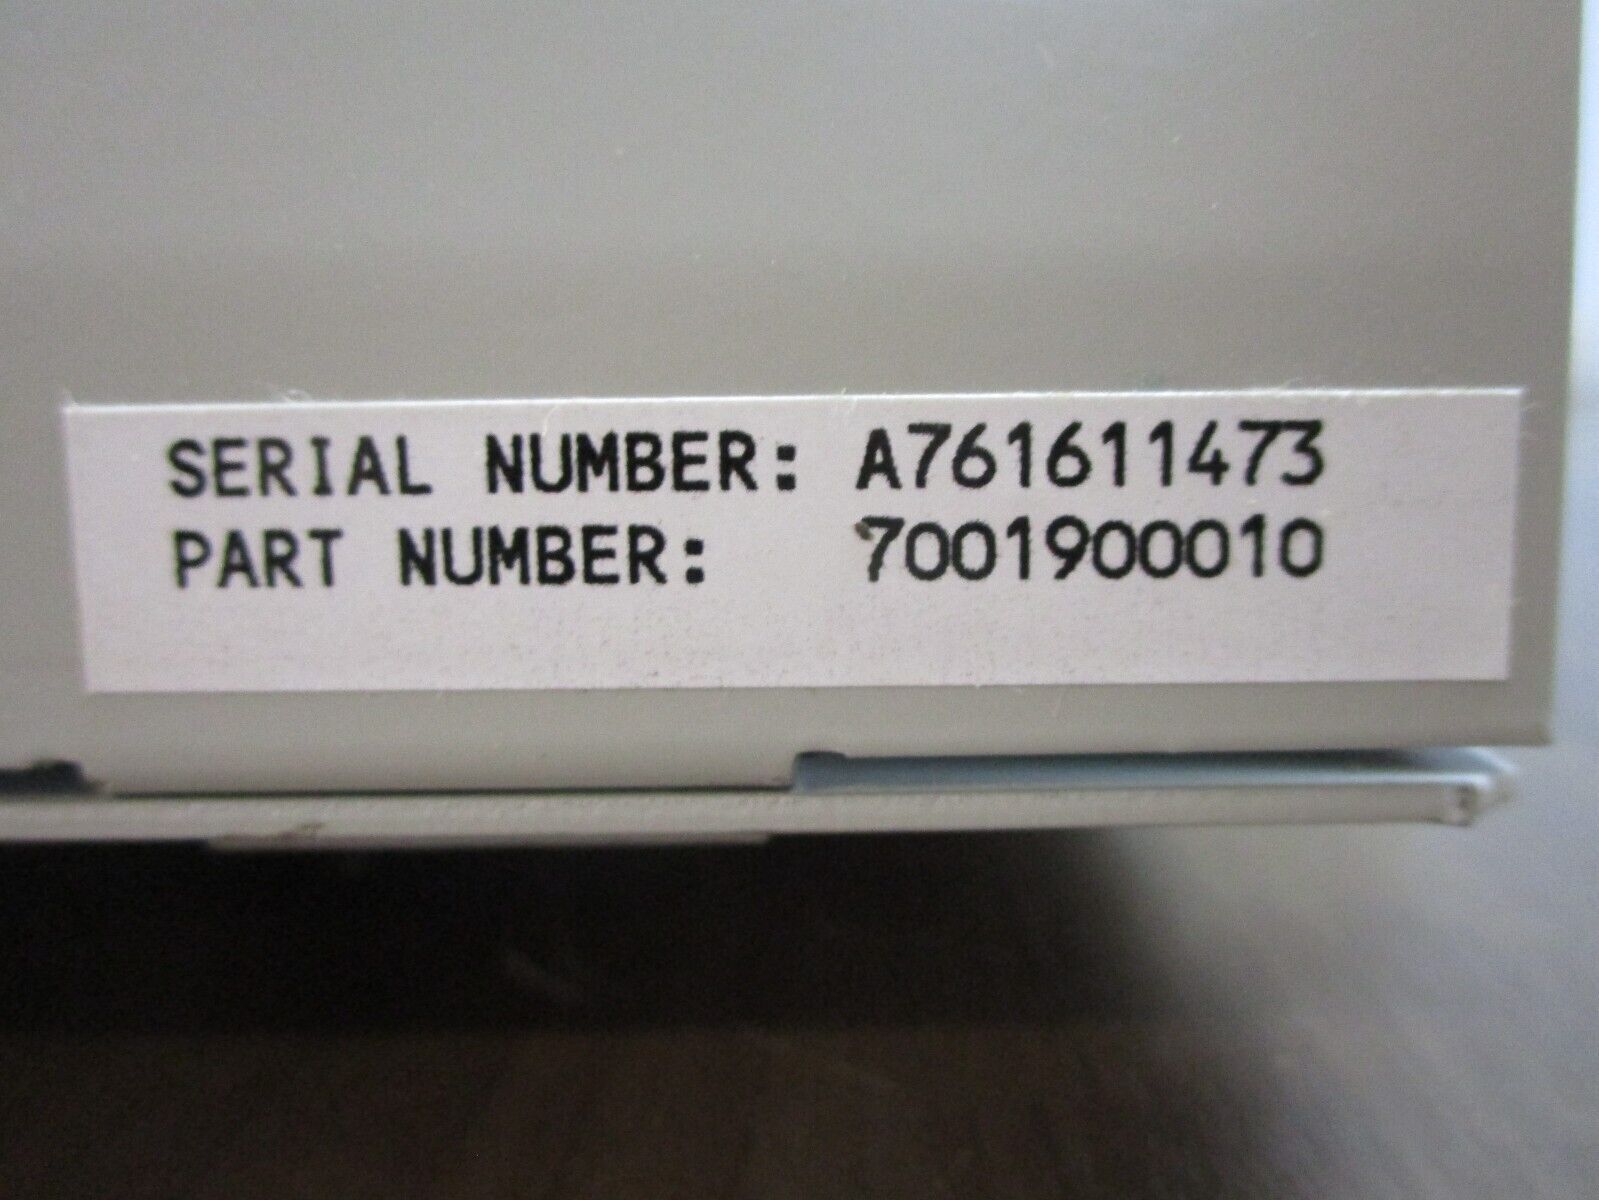 SERIAL NUMBER: A761611473
PART NUMBER: 7001900010